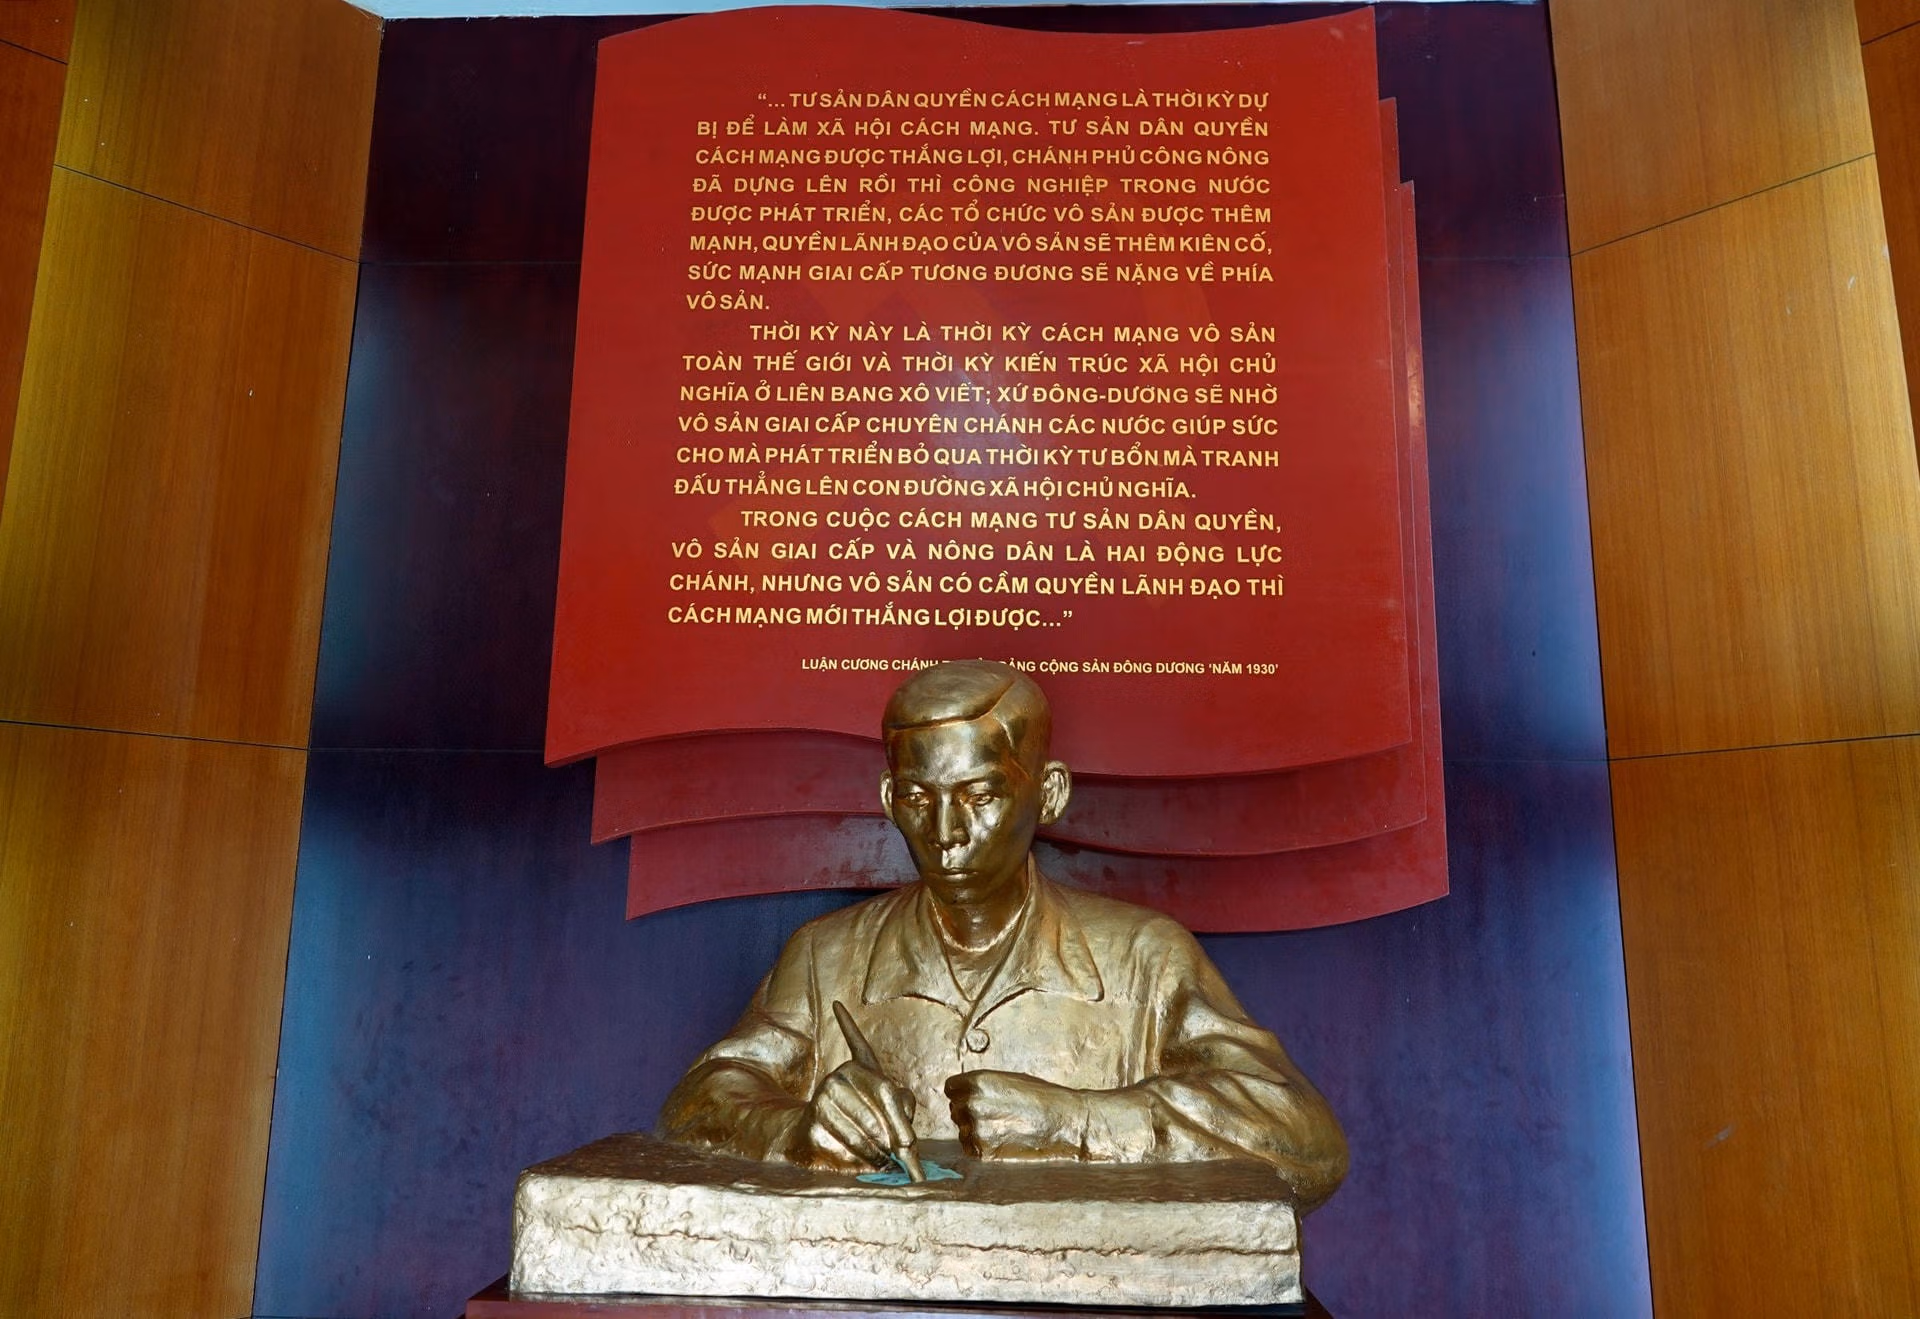 “... TƯ SẢN DÂN QUYỀN CÁCH MẠNG LÀ THỜI KỲ DỰ
BỊ ĐỂ LÀM XÃ HỘI CÁCH MẠNG. TƯ SẢN DÂN QUYỀN
CÁCH MẠNG ĐƯỢC THẮNG LỢI, CHÁNH PHỦ CÔNG NÔNG
ĐÃ DỰNG LÊN RỒI THÌ CÔNG NGHIỆP TRONG NƯỚC
ĐƯỢC PHÁT TRIỂN, CÁC TỔ CHỨC VÔ SẢN ĐƯỢC THÊM
MẠNH, QUYỀN LÃNH ĐẠO CỦA VÔ SẢN SẼ THÊM KIÊN CỐ,
SỨC MẠNH GIAI CẤP TƯƠNG ĐƯƠNG SẼ NẶNG VỀ PHÍA
VÔ SẢN.
THỜI KỲ NÀY LÀ THỜI KỲ CÁCH MẠNG VÔ SẢN
TOÀN THẾ GIỚI VÀ THỜI KỲ KIẾN TRÚC XÃ HỘI CHỦ
NGHĨA Ở LIÊN BANG XÔ VIẾT; XỨ ĐÔNG-DƯƠNG SẼ NHỜ
VÔ SẢN GIAI CẤP CHUYÊN CHÁNH CÁC NƯỚC GIÚP SỨC
CHO MÀ PHÁT TRIỂN BỎ QUA THỜI KỲ TƯ BỔN MÀ TRANH
ĐẤU THẲNG LÊN CON ĐƯỜNG XÃ HỘI CHỦ NGHĨA.
TRONG CUỘC CÁCH MẠNG TƯ SẢN DÂN QUYỀN,
VÔ SẢN GIAI CẤP VÀ NÔNG DÂN LÀ HAI ĐỘNG LỰC
CHÁNH, NHƯNG VÔ SẢN CÓ CẦM QUYỀN LÃNH ĐẠO THÌ
CÁCH MẠNG MỚI THẮNG LỢI ĐƯỢC...”
LUẬN CƯƠNG CHÁNH ĐẢNG CỘNG SẢN ĐÔNG DƯƠNG ‘NĂM 1930’